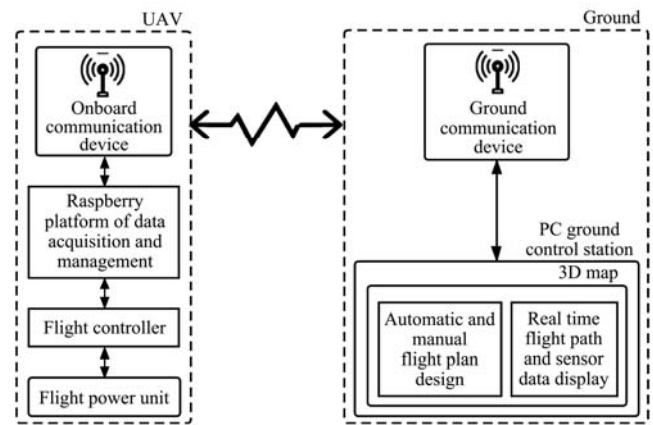 UAV
Onboard
communication
device
Raspberry
platform of data
acquisition and
management
Flight controller
Flight power unit
Ground
Ground
communication
device
PC ground
control station
3D map
Automatic and
manual
flight plan
design
Real time
flight path
and sensor
data display